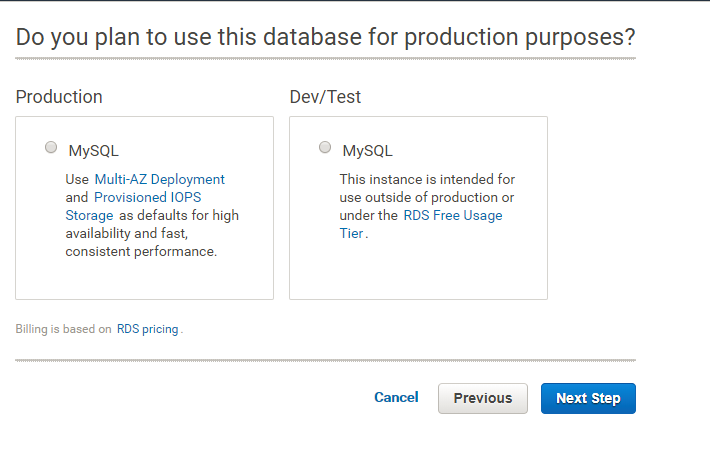 Do you plan to use this database for production purposes?
Production
MySQL
Use Multi-AZ Deployment
and Provisioned IOPS
Storage as defaults for high
availability and fast,
consistent performance.
Dev/Test
MySQL
This instance is intended for
use outside of production or
under the RDS Free Usage
Tier.
Billing is based on RDS pricing.
Cancel Previous Next Step